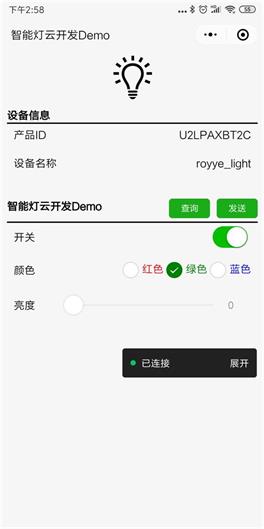 下午2:58
55
智能灯云开发Demo
设备信息
产品ID U2LPAXBT2C
设备名称 royye_light
智能灯云开发Demo 查询 发送
开关
颜色 红色 绿色 蓝色
亮度 0
已连接 展开